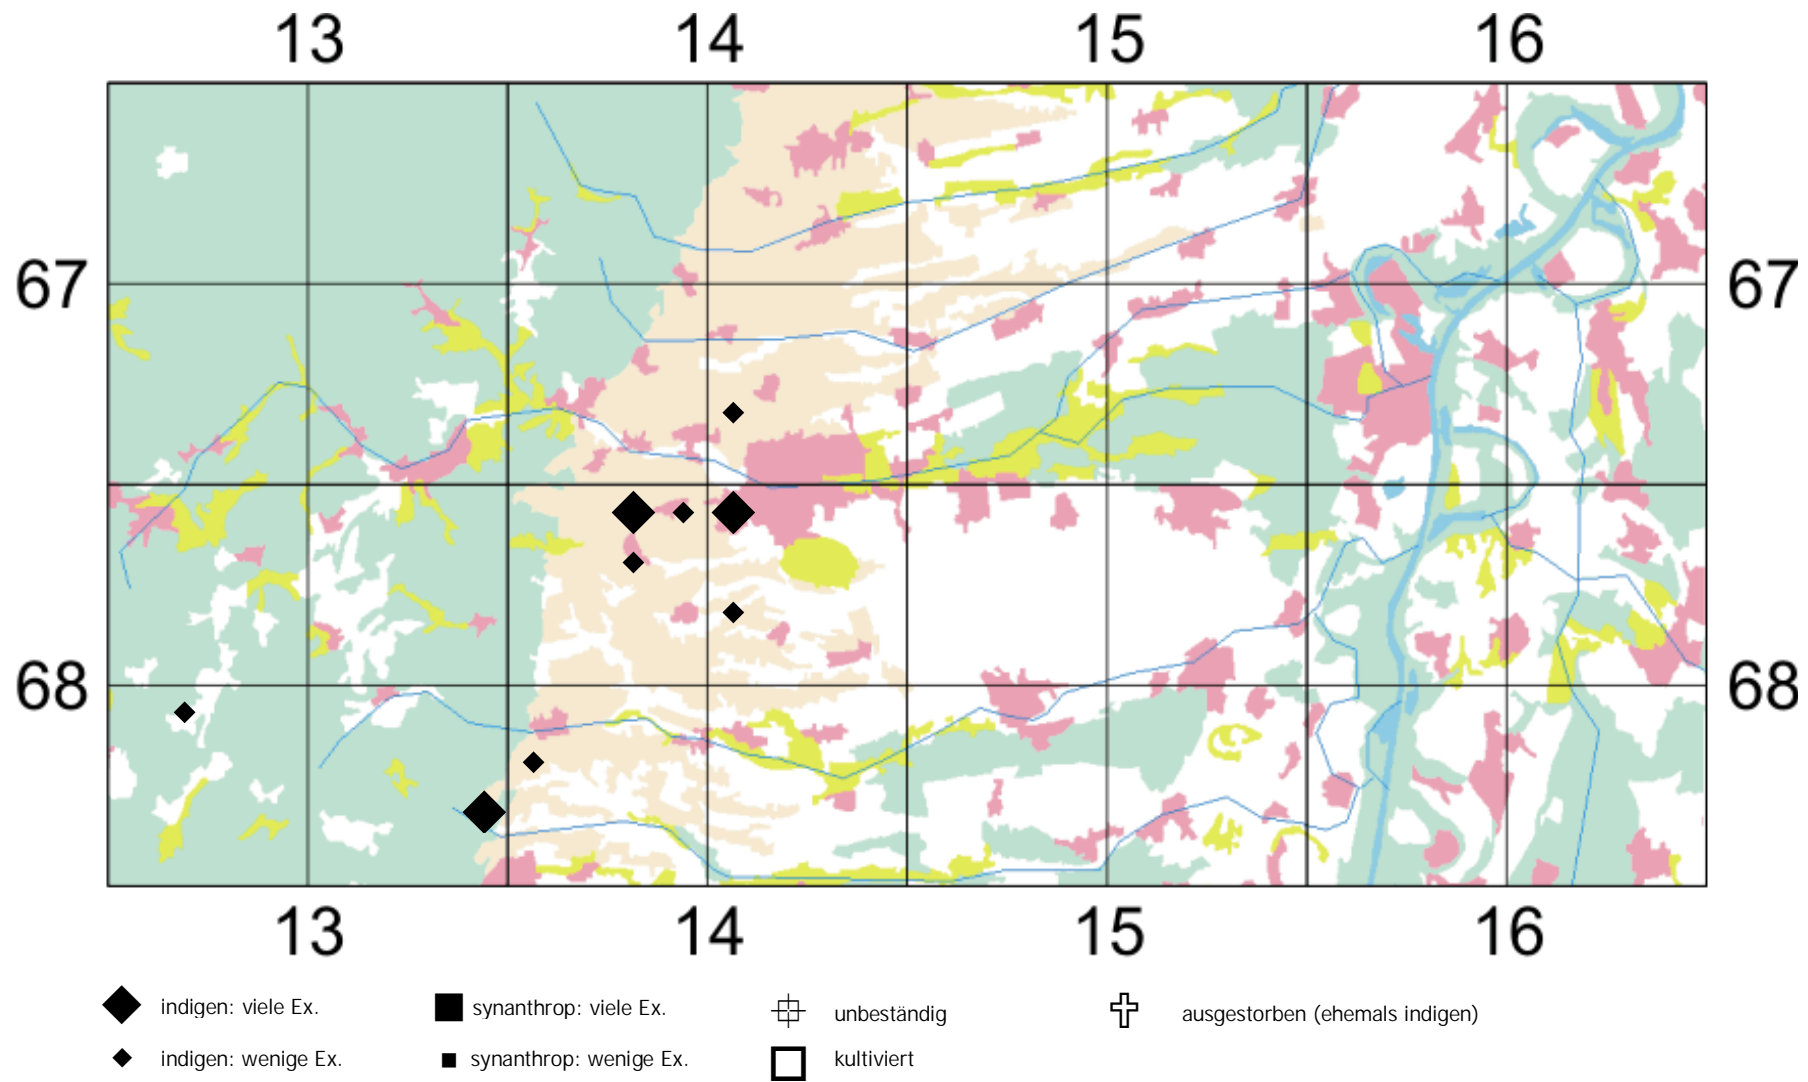 13 14 15 16
67 67
68 68
13 14 15 16
indigen: viele Ex. synanthrop: viele Ex. unbeständig ausgestorben (ehemals indigen)
indigen: wenige Ex. synanthrop: wenige Ex. kultiviert